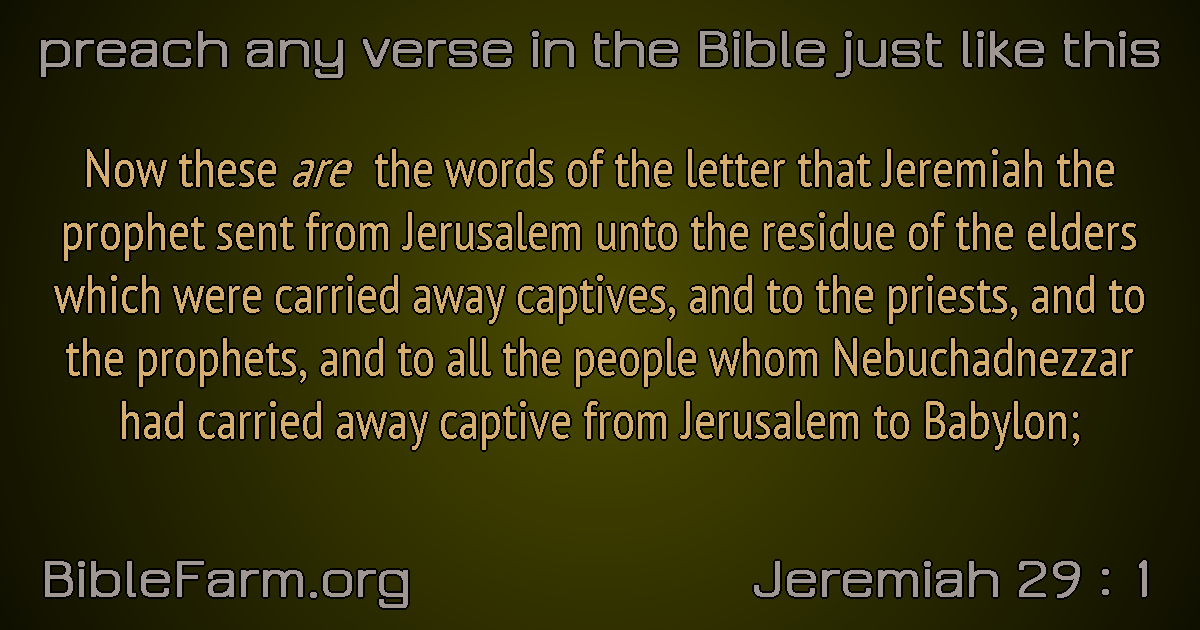 preach any verse in the Bible just like this
Now these are the words of the letter that Jeremiah the
prophet sent from Jerusalem unto the residue of the elders
which were carried away captives, and to the priests, and to
the prophets, and to all the people whom Nebuchadnezzar
had carried away captive from Jerusalem to Babylon;
BibleFarm.org
Jeremiah 29 : 1